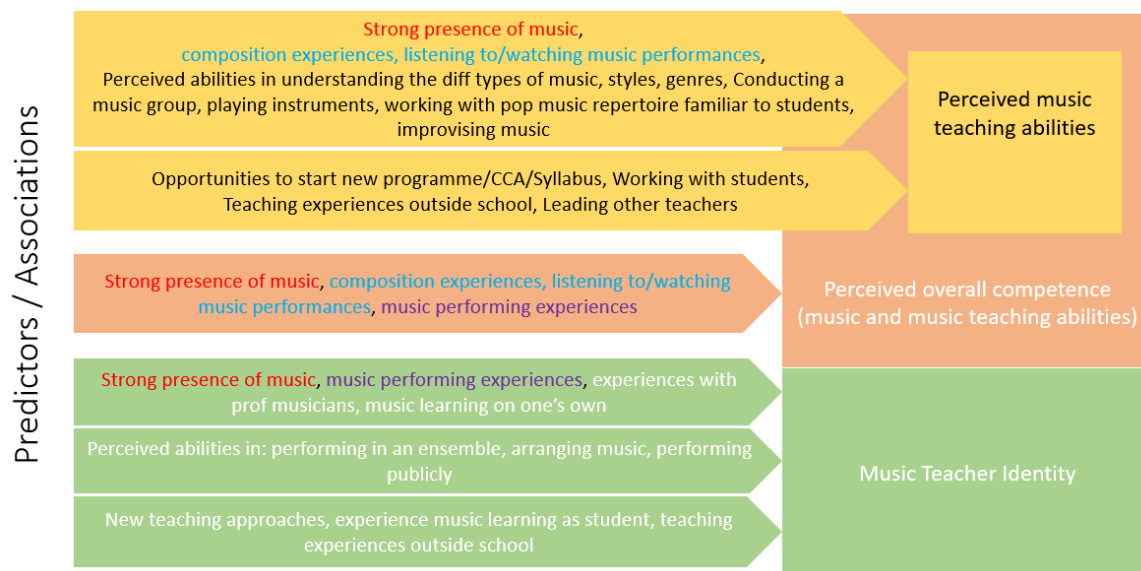 Predictors / Associations
Strong presence of music,
composition experiences, listening to/watching music performances,
Perceived abilities in understanding the diff types of music, styles, genres, Conducting a
music group, playing instruments, working with pop music repertoire familiar to students,
improvising music
Perceived music
teaching abilities
Opportunities to start new programme/CCA/Syllabus, Working with students,
Teaching experiences outside school, Leading other teachers
Strong presence of music, composition experiences, listening to/watching
music performances, music performing experiences
Perceived overall competence
(music and music teaching abilities)
Strong presence of music, music performing experiences, experiences with
prof musicians, music learning on one's own
Perceived abilities in: performing in an ensemble, arranging music, performing
publicly
New teaching approaches, experience music learning as student, teaching
experiences outside school
Music Teacher Identity